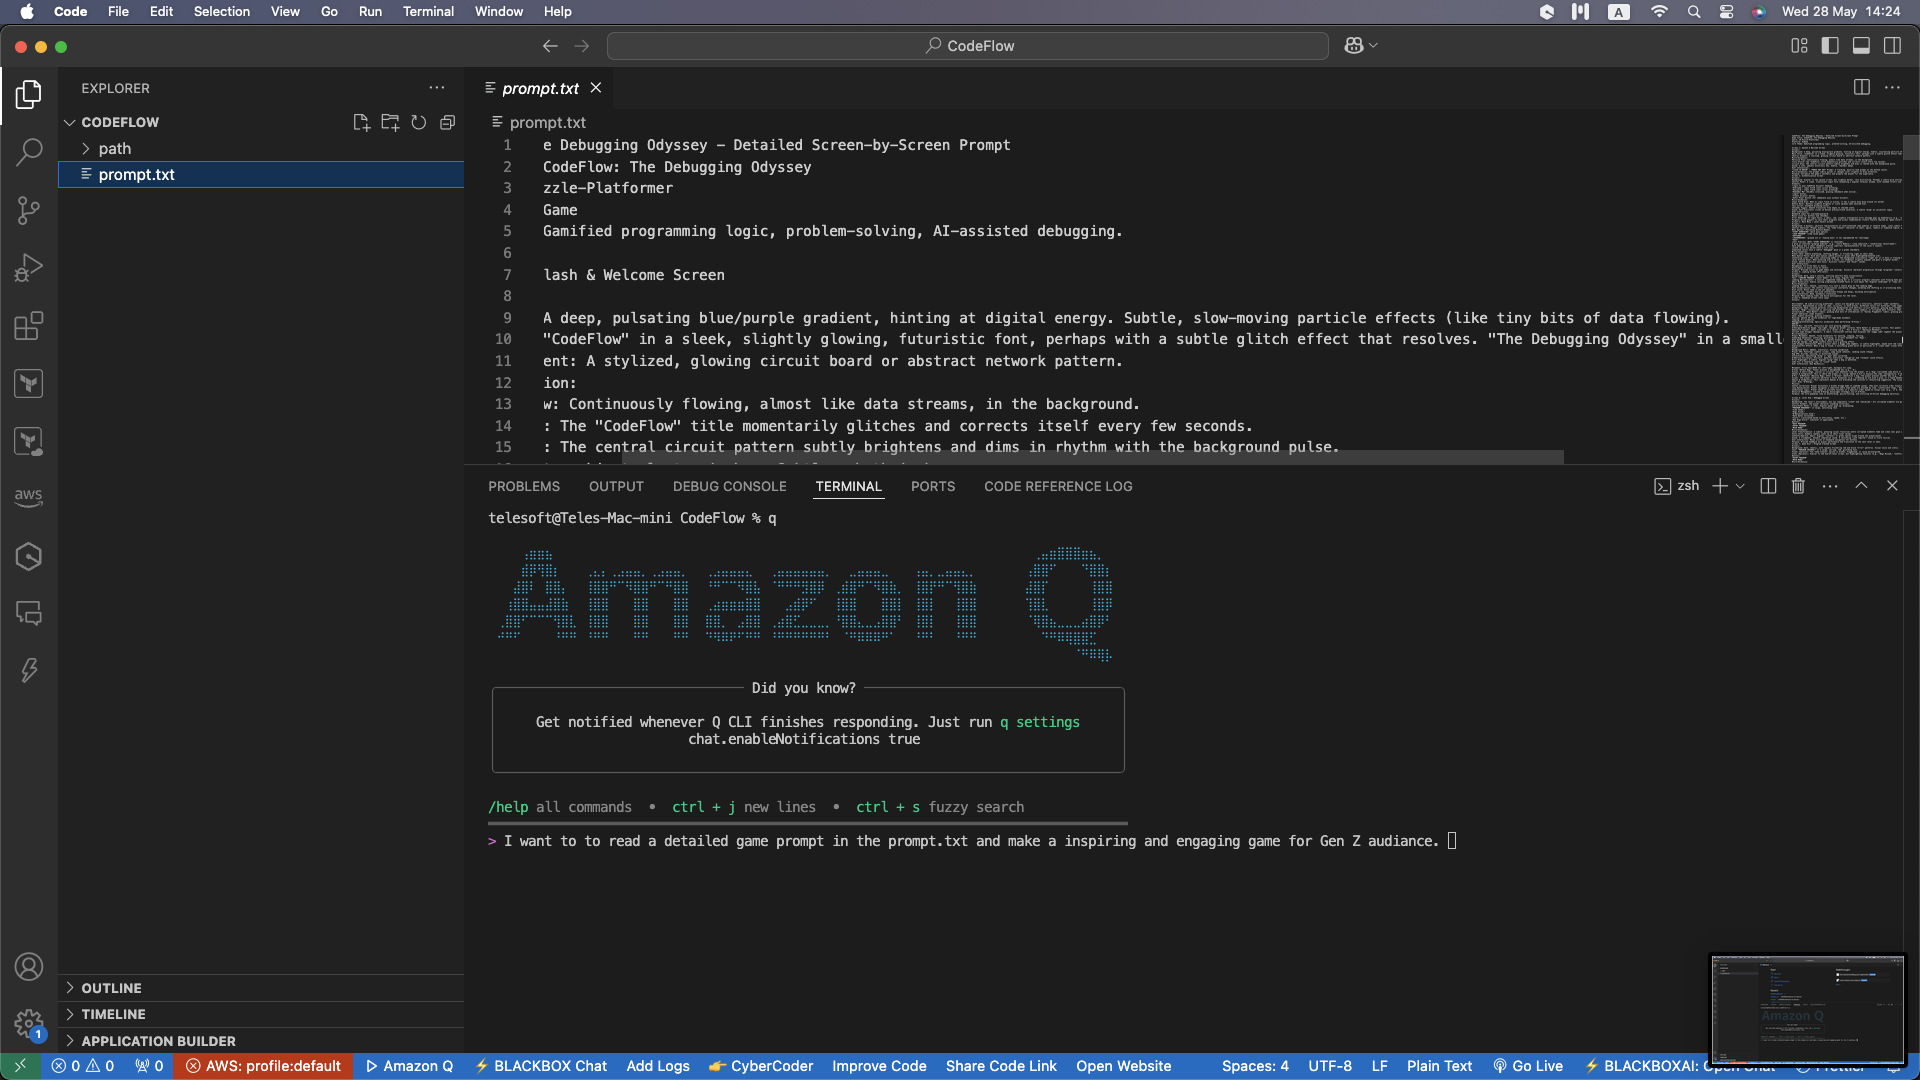 Code File Edit Selection View Go Run Terminal Window Help
A Wed 28 May 14:24
CodeFlow
EXPLORER
CODEFLOW
path
prompt.txt
prompt.txt
prompt.txt
1 e Debugging Odyssey - Detailed Screen-by-Screen Prompt
2 CodeFlow: The Debugging Odyssey
3 zzle-Platformer
4 Game
5 Gamified programming logic, problem-solving, AI-assisted debugging.
6
7 lash & Welcome Screen
8
9 A deep, pulsating blue/purple gradient, hinting at digital energy. Subtle, slow-moving particle effects (like tiny bits of data flowing).
10 "CodeFlow" in a sleek, slightly glowing, futuristic font, perhaps with a subtle glitch effect that resolves. "The Debugging Odyssey" in a small
11 ent: A stylized, glowing circuit board or abstract network pattern.
12 ion:
13 w: Continuously flowing, almost like data streams, in the background.
14 : The "CodeFlow" title momentarily glitches and corrects itself every few seconds.
15 : The central circuit pattern subtly brightens and dims in rhythm with the background pulse.
PROBLEMS OUTPUT DEBUG CONSOLE TERMINAL PORTS CODE REFERENCE LOG
zsh
telesoft@Teles-Mac-mini CodeFlow % q
Amazon Q
Did you know?
Get notified whenever Q CLI finishes responding. Just run q settings
chat.enableNotifications true
/help all commands • ctrl + j new lines • ctrl + s fuzzy search
> I want to to read a detailed game prompt in the prompt.txt and make a inspiring and engaging game for Gen Z audiance.
aws
OUTLINE
TIMELINE
APPLICATION BUILDER
1
0 0 0 AWS: profile:default Amazon Q BLACKBOX Chat Add Logs CyberCoder Improve Code Share Code Link Open Website Spaces: 4 UTF-8 LF Plain Text Go Live BLACKBOXAI:
Amazon Q